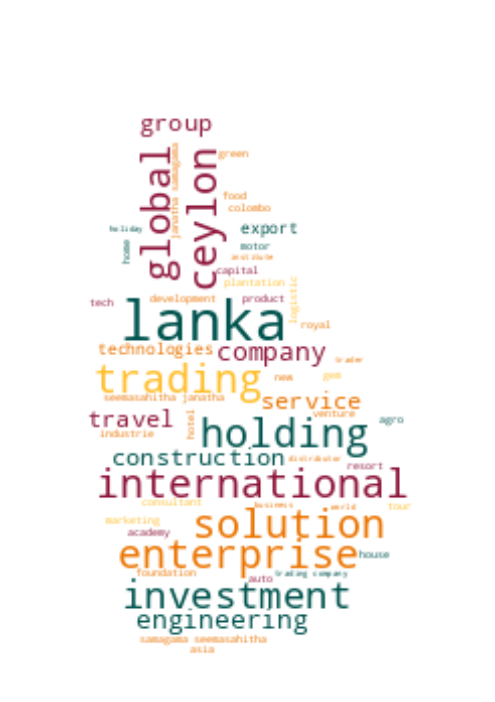 group
global
janatha samagama
ceylon
green
food
colombo
holiday
export
home
motor
institute
capital
plantation
logistic
tech
development
product
lanka
royal
technologies
company
trader
trading
new
gem
seemasahitha janatha
service
travel
hotel
venture
agro
industrie
holding
construction
distributor
resort
international
consultant
business
world
tour
marketing
solution
academy
enterprise
house
foundation
auto
trading company
investment
engineering
samagama seemasahitha
asia